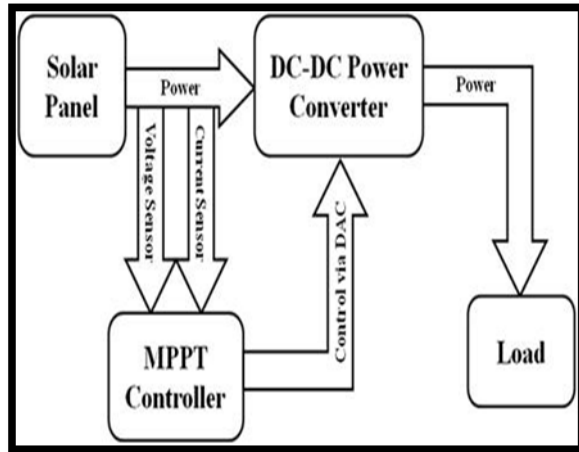 Solar
Panel
Power
DC-DC Power
Converter
Power
Voltage Sensor
Current Sensor
Control via DAC
MPPT
Controller
Load